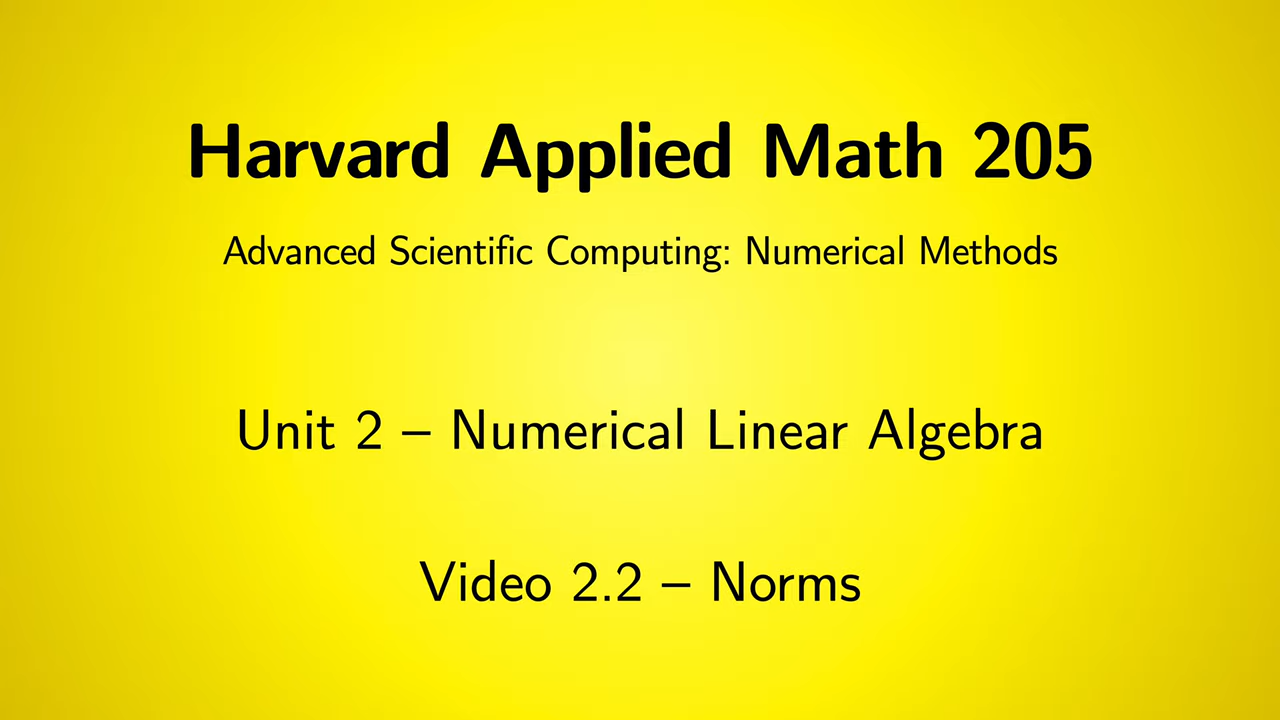 Harvard Applied Math 205
Advanced Scientific Computing: Numerical Methods
Unit 2 – Numerical Linear Algebra
Video 2.2 – Norms